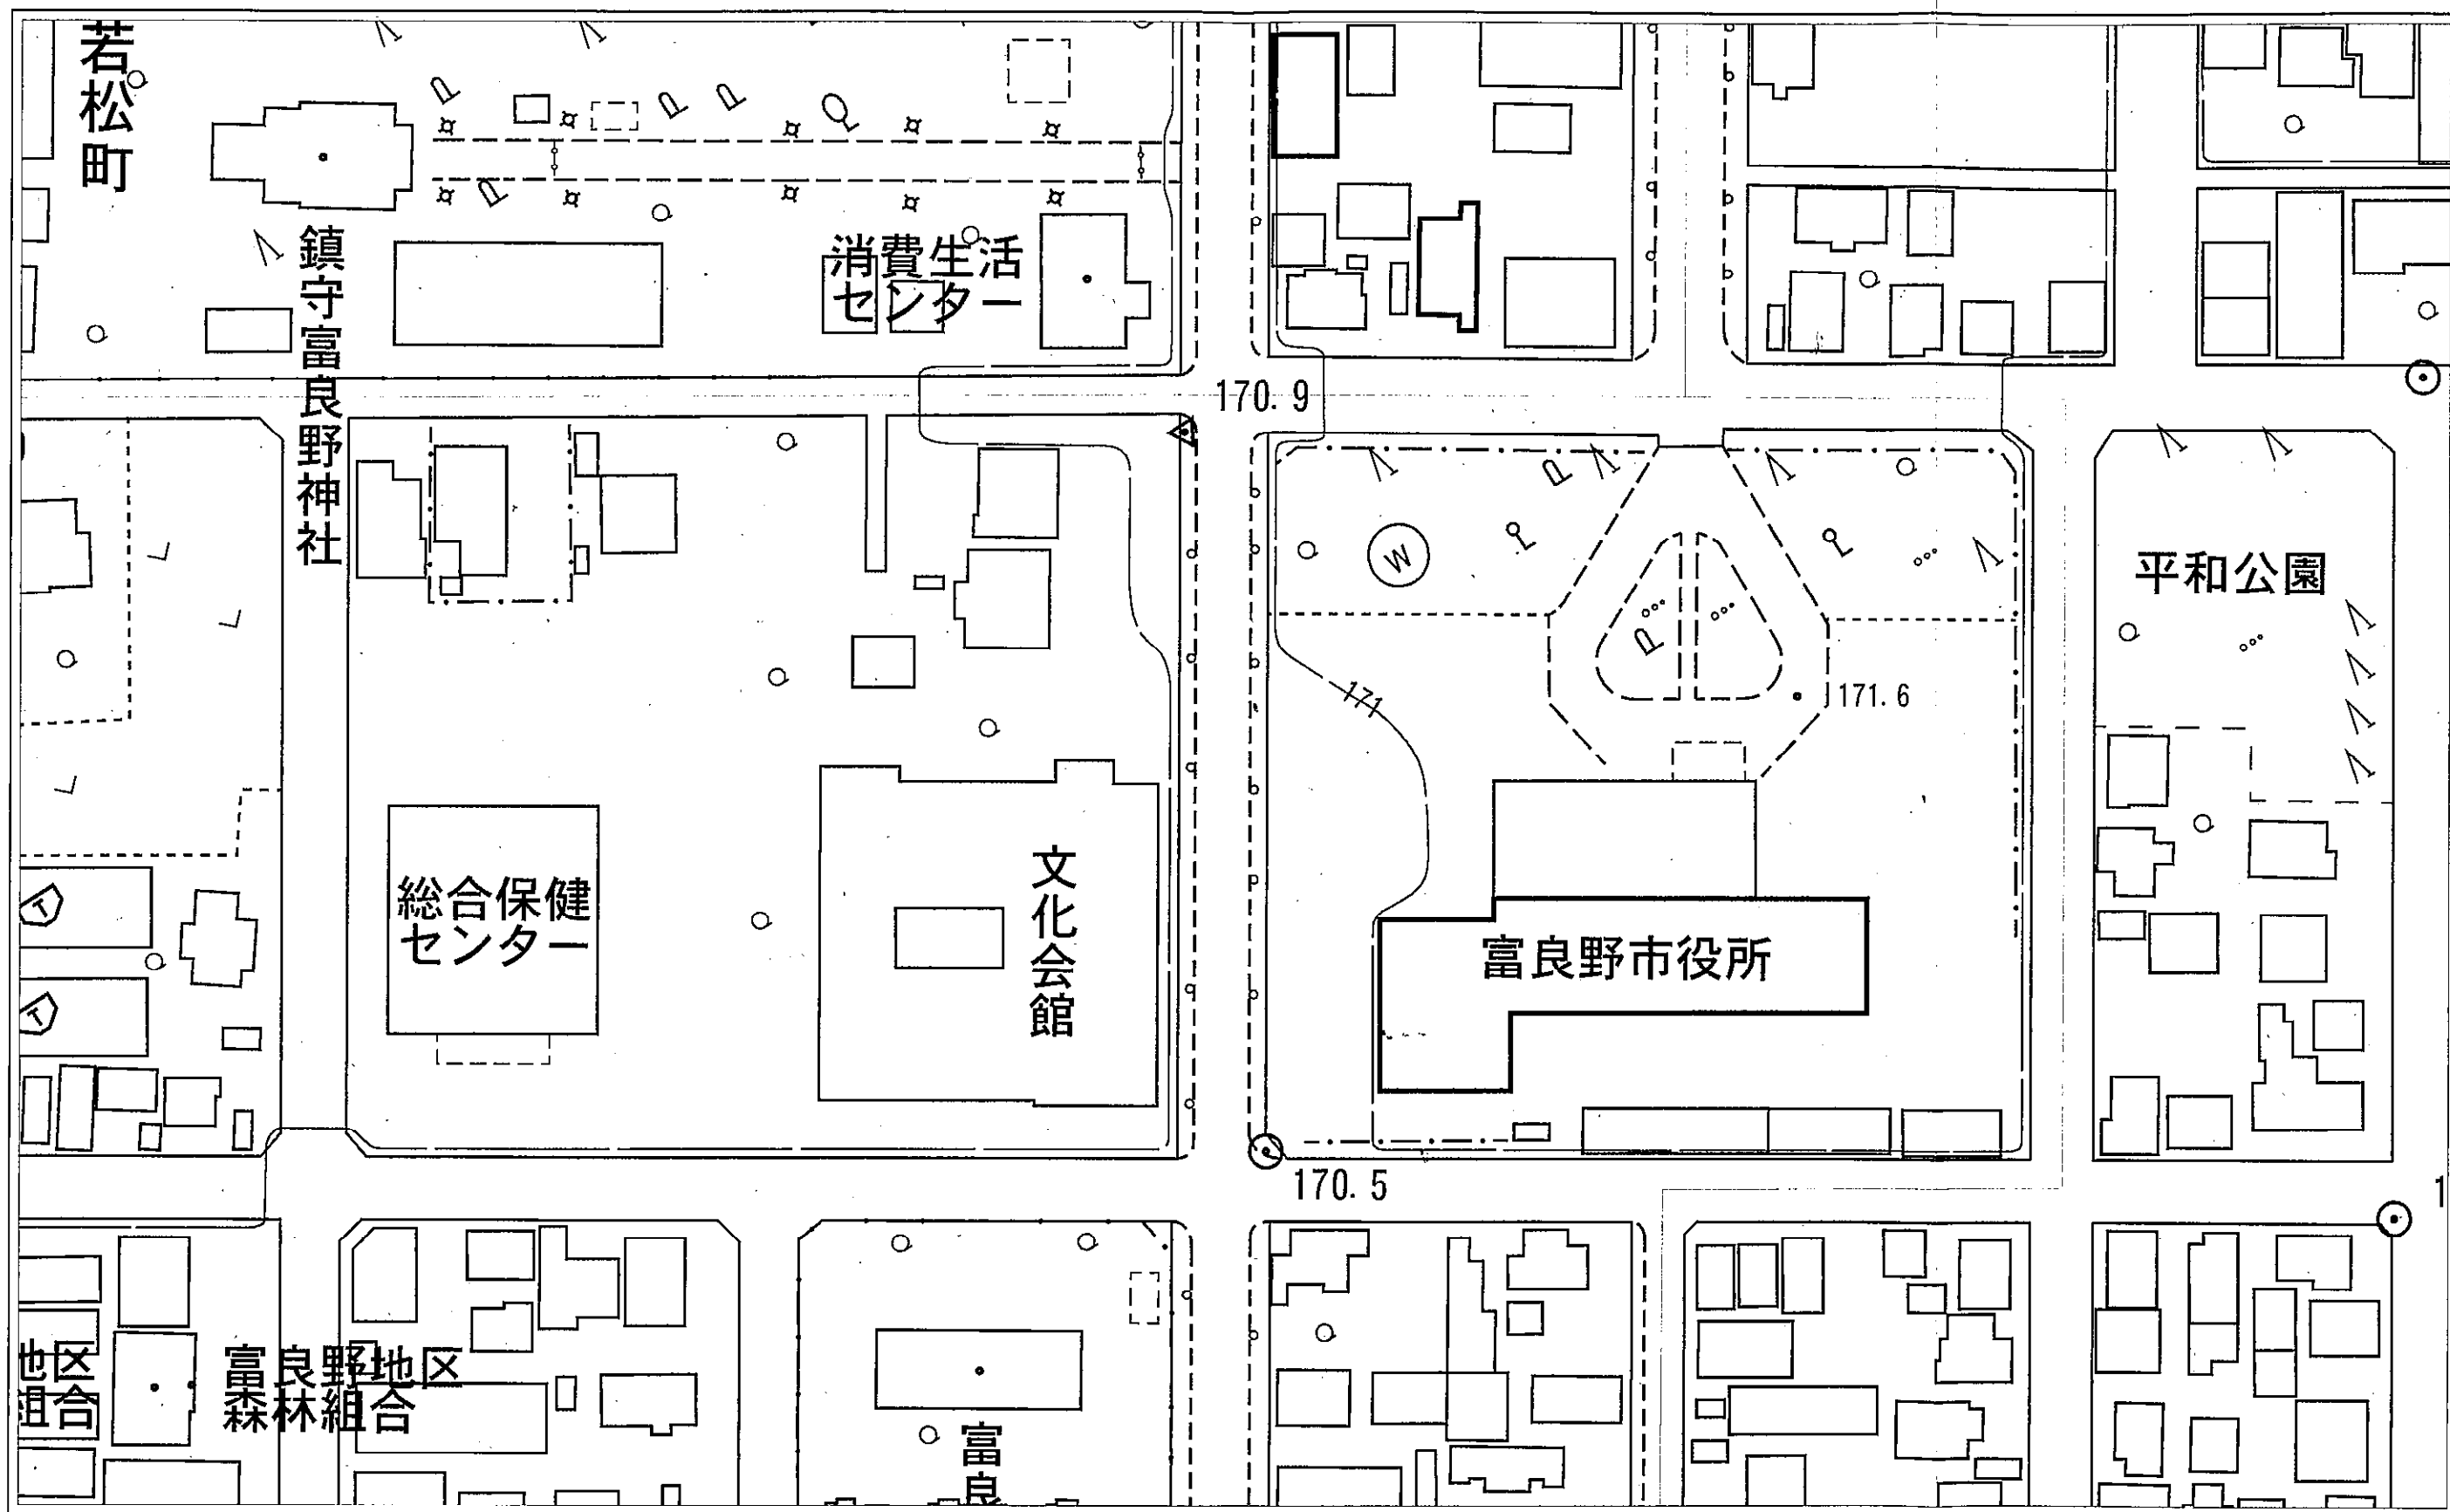 若松町
鎮守富良野神社
消費生活
センター
170.9
W
平和公園
171
171.6
総合保健
センター
文化会館
富良野市役所
T
T
170.5
1
地区
組合
富良野地区
森林組合
富良